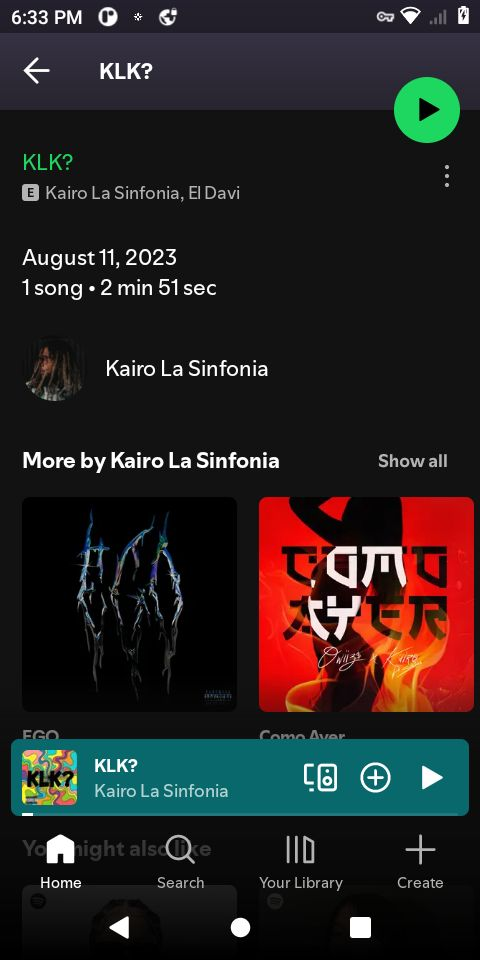 6:33 PM
KLK?
KLK?
E Kairo La Sinfonia, El Davi
August 11, 2023
1 song • 2 min 51 sec
Kairo La Sinfonia
More by Kairo La Sinfonia
Show all
EGO
COMO
AYER
EGO
Como Ayer
KLK?
KLK?
Kairo La Sinfonia
You might also like
Home
Search
Your Library
Create